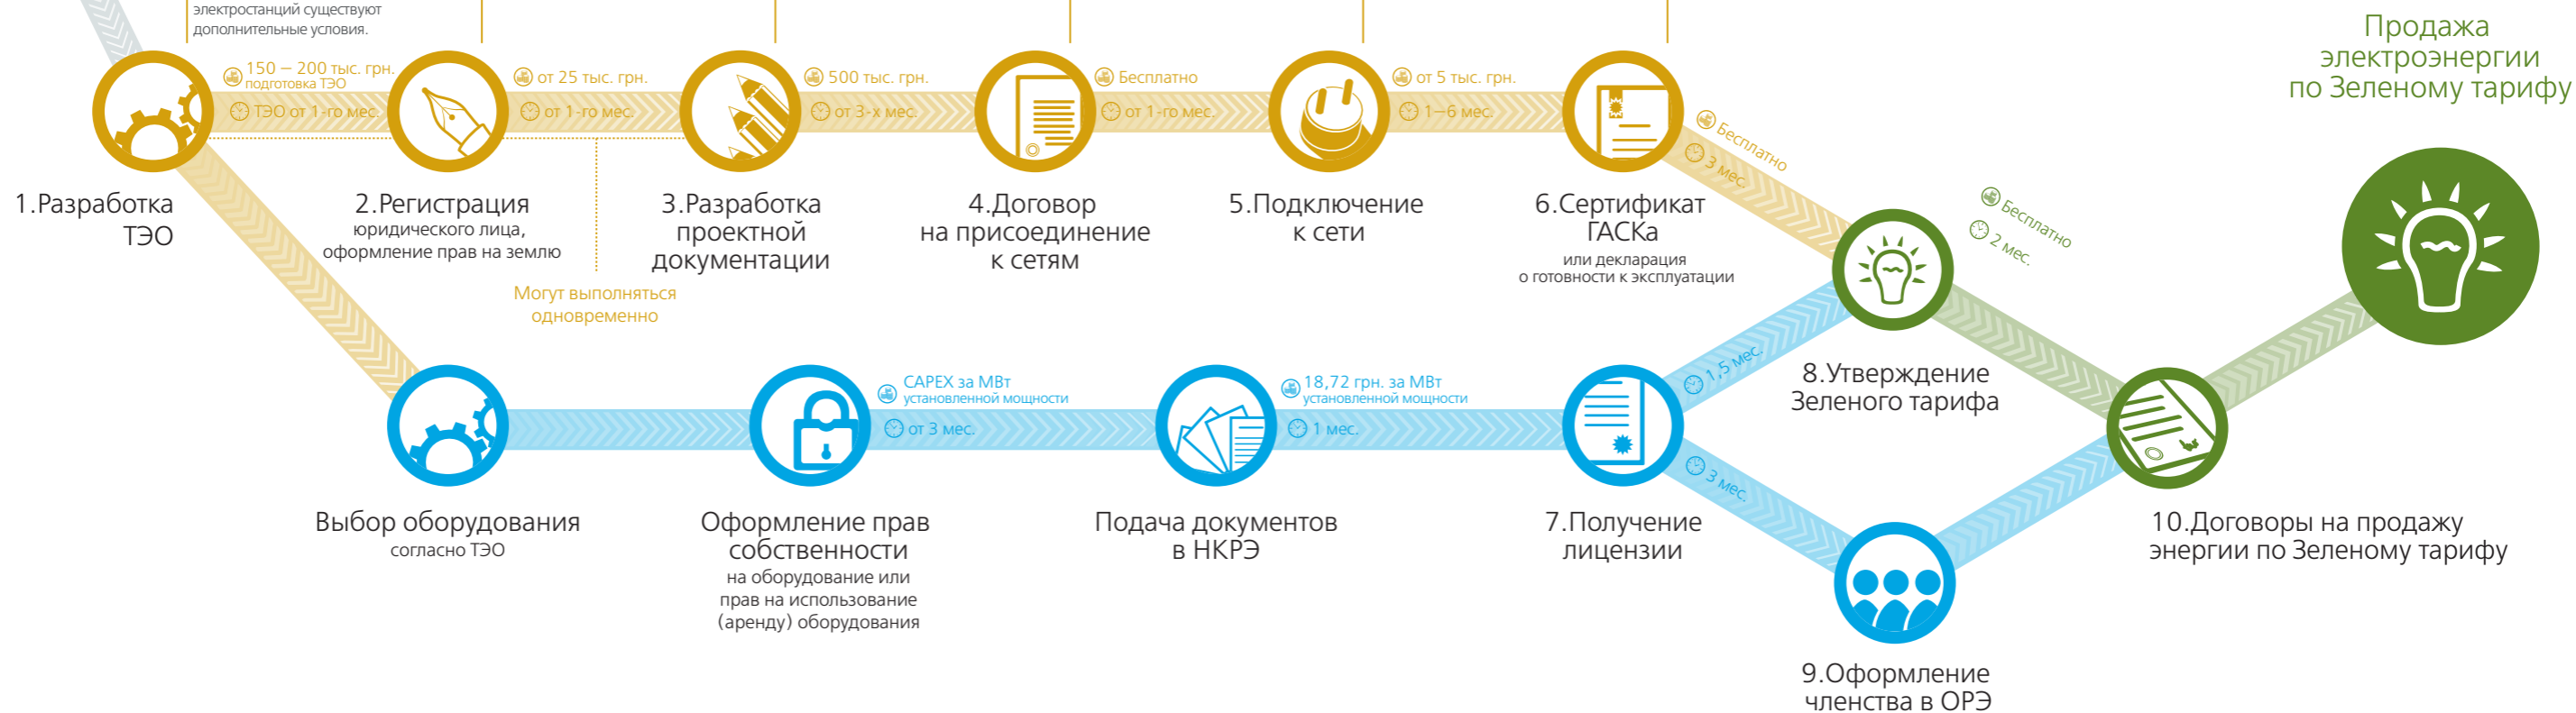 электростанций существуют
дополнительные условия.
Продажа
электроэнергии
по Зеленому тарифу
150 – 200 тыс. грн.
подготовка ТЭО
ТЭО от 1-го мес.
от 25 тыс. грн.
от 1-го мес.
500 тыс. грн.
от 3-х мес.
Бесплатно
от 1-го мес.
от 5 тыс. грн.
1–6 мес.
Бесплатно
3 мес.
1.Разработка
ТЭО
2.Регистрация
юридического лица,
оформление прав на землю
3.Разработка
проектной
документации
4.Договор
на присоединение
к сетям
5.Подключение
к сети
6.Сертификат
ГАСКа
или декларация
о готовности к эксплуатации
Могут выполняться
одновременно
Бесплатно
2 мес.
CAPEX за МВт
установленной мощности
от 3 мес.
18,72 грн. за МВт
установленной мощности
1 мес.
1,5 мес.
3 мес.
8.Утверждение
Зеленого тарифа
Выбор оборудования
согласно ТЭО
Оформление прав
собственности
на оборудование или
прав на использование
(аренду) оборудования
Подача документов
в НКРЭ
7.Получение
лицензии
10.Договоры на продажу
энергии по Зеленому тарифу
9.Оформление
членства в ОРЭ